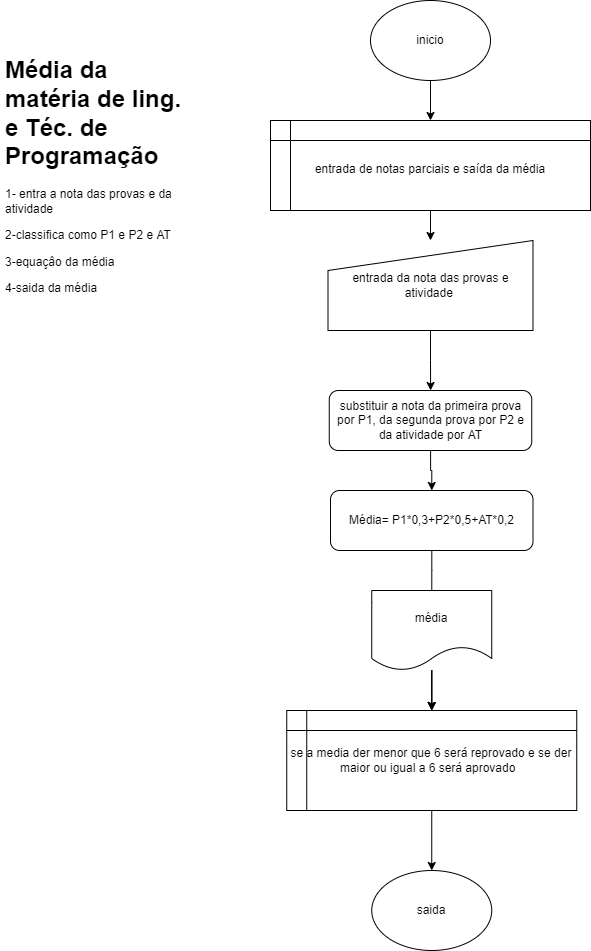 Média da
matéria de ling.
e Téc. de
Programação
1- entra a nota das provas e da
atividade
2-classifica como P1 e P2 e AT
3-equação da média
4-saida da média
inicio
entrada de notas parciais e saída da média
entrada da nota das provas e
atividade
substituir a nota da primeira prova
por P1, da segunda prova por P2 e
da atividade por AT
Média= P1*0,3+P2*0,5+AT*0,2
média
se a media der menor que 6 será reprovado e se der
maior ou igual a 6 será aprovado
saida